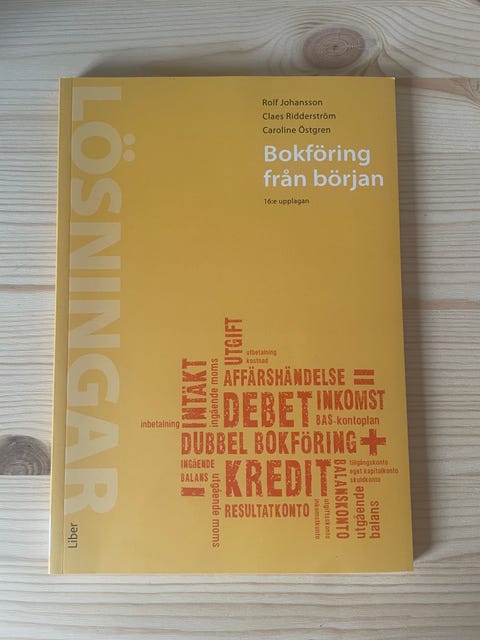 LÖSNINGAR
Rolf Johansson
Claes Ridderström
Caroline Östgren
Bokföring
från början
16:e upplagan
UTGIFT
utbetalning
kostnad
INTÄKT
ingående moms
AFFÄRSHÄNDELSE =
inbetalning
DEBET
INKOMST
BAS-kontoplan
DUBBEL BOKFÖRING +
INGÅENDE
BALANS
-
utgående moms
KREDIT
RESULTATKONTO
inkomstkonto
utgiftskonto
BALANSKONTO
tillgångskonto
eget kapitalkonto
skuldkonto
utgående
balans
Liber